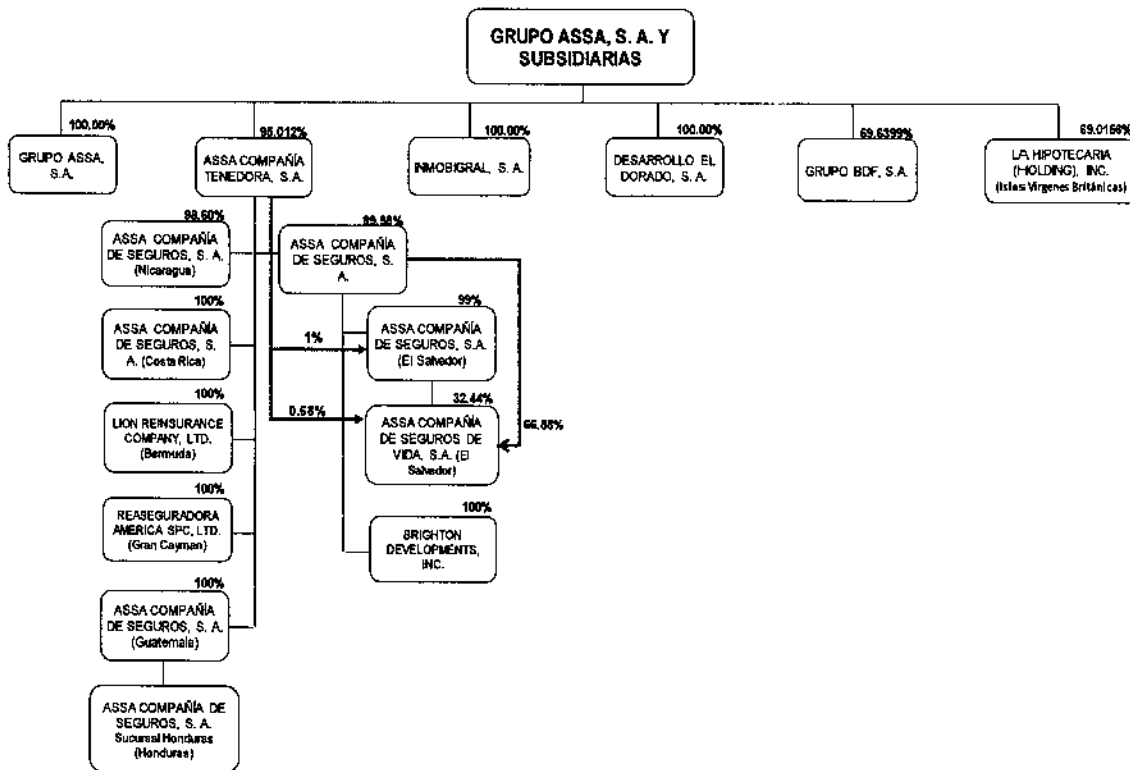 GRUPO ASSA, S. A. Y
SUBSIDIARIAS
100.00%
GRUPO ASSA,
S.A.
95.012%
ASSA COMPAÑÍA
TENEDORA, S.A.
100.00%
INMOBIGRAL, S. A.
100.00%
DESARROLLO EL
DORADO, S. A.
69.6399%
GRUPO BDF, S.A.
69.0156%
LA HIPOTECARIA
(HOLDING), INC.
(Islas Vírgenes Británicas)
98.60%
ASSA COMPAÑÍA
DE SEGUROS, S. A.
(Nicaragua)
ASSA COMPAÑÍA
DE SEGUROS, S.
A.
100%
ASSA COMPAÑÍA
DE SEGUROS, S.
A. (Costa Rica)
99%
ASSA COMPAÑÍA
DE SEGUROS, S.A.
(El Salvador)
1%
100%
LION REINSURANCE
COMPANY, LTD.
(Bermuda)
0.68%
32.44%
ASSA COMPAÑÍA
DE SEGUROS DE
VIDA, S.A. (El
Salvador)
66.88%
100%
REASEGURADORA
AMERICA SPC, LTD.
(Gran Cayman)
100%
BRIGHTON
DEVELOPMENTS,
INC.
100%
ASSA COMPAÑÍA
DE SEGUROS, S. A.
(Guatemala)
ASSA COMPAÑÍA DE
SEGUROS, S. A.
Sucursal Honduras
(Honduras)